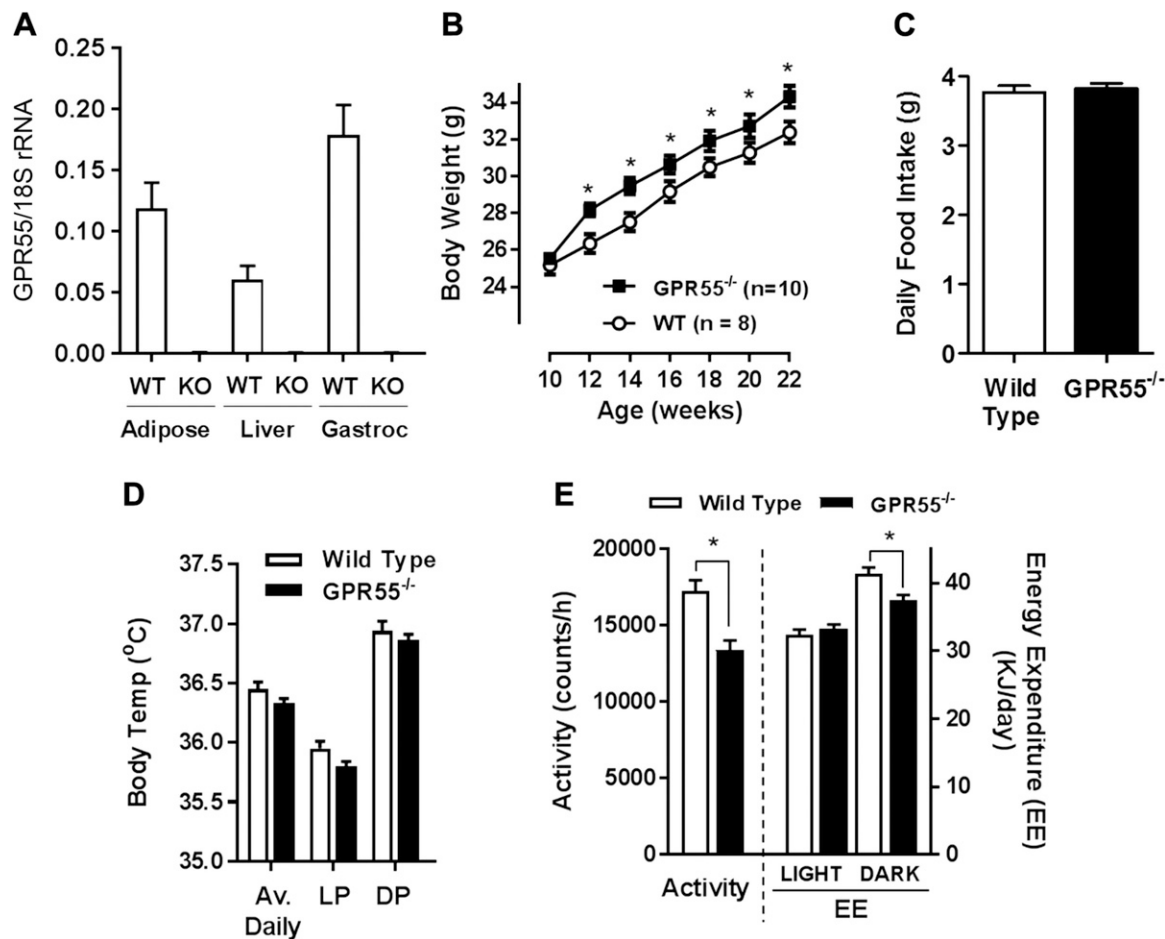 A
GPR55/18S rRNA
0.25
0.20
0.15
0.10
0.05
0.00
WT KO WT KO WT KO
Adipose Liver Gastroc
B
Body Weight (g)
34
32
30
28
26
24
* * * * * *
GPR55-/- (n=10)
WT (n = 8)
10 12 14 16 18 20 22
Age (weeks)
C
Daily Food Intake (g)
4
3
2
1
0
Wild Type
GPR55-/-
D
Wild Type
GPR55-/-
Body Temp (°C)
37.5
37.0
36.5
36.0
35.5
35.0
Av. Daily
LP
DP
E
Wild Type
GPR55-/-
Activity (counts/h)
20000
15000
10000
5000
0
*
*
40
30
20
10
0
Energy Expenditure (EE)
(KJ/day)
Activity
LIGHT DARK
EE